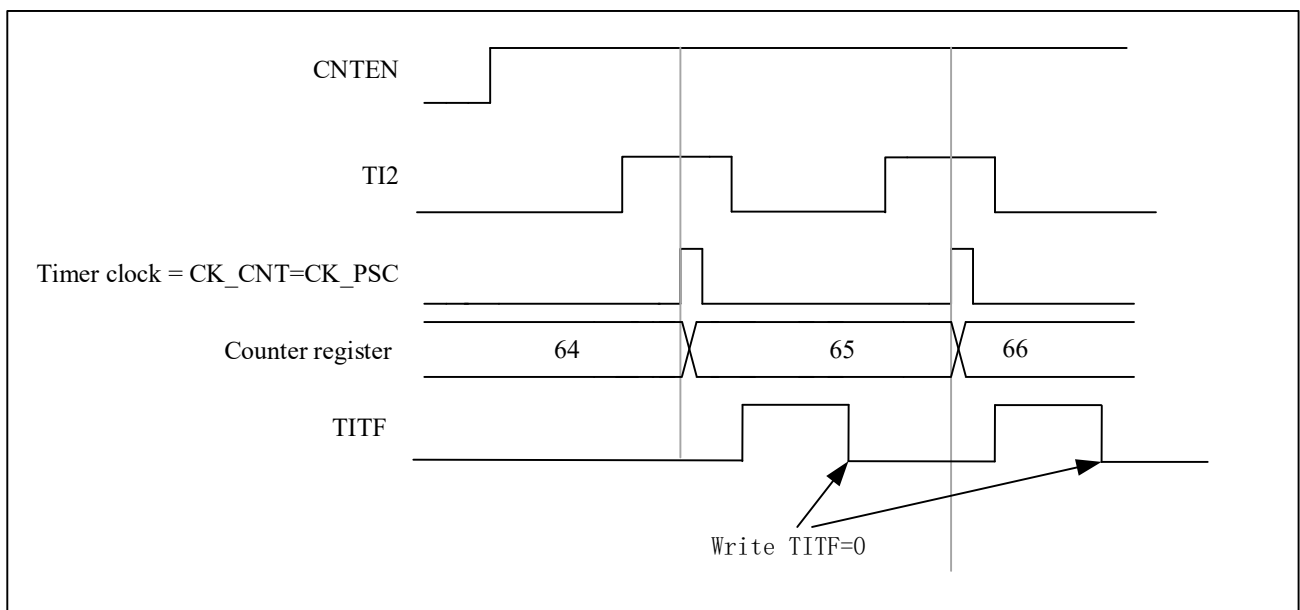 CNTEN
TI2
Timer clock = CK_CNT=CK_PSC
Counter register
64
65
66
TITF
Write TITF=0